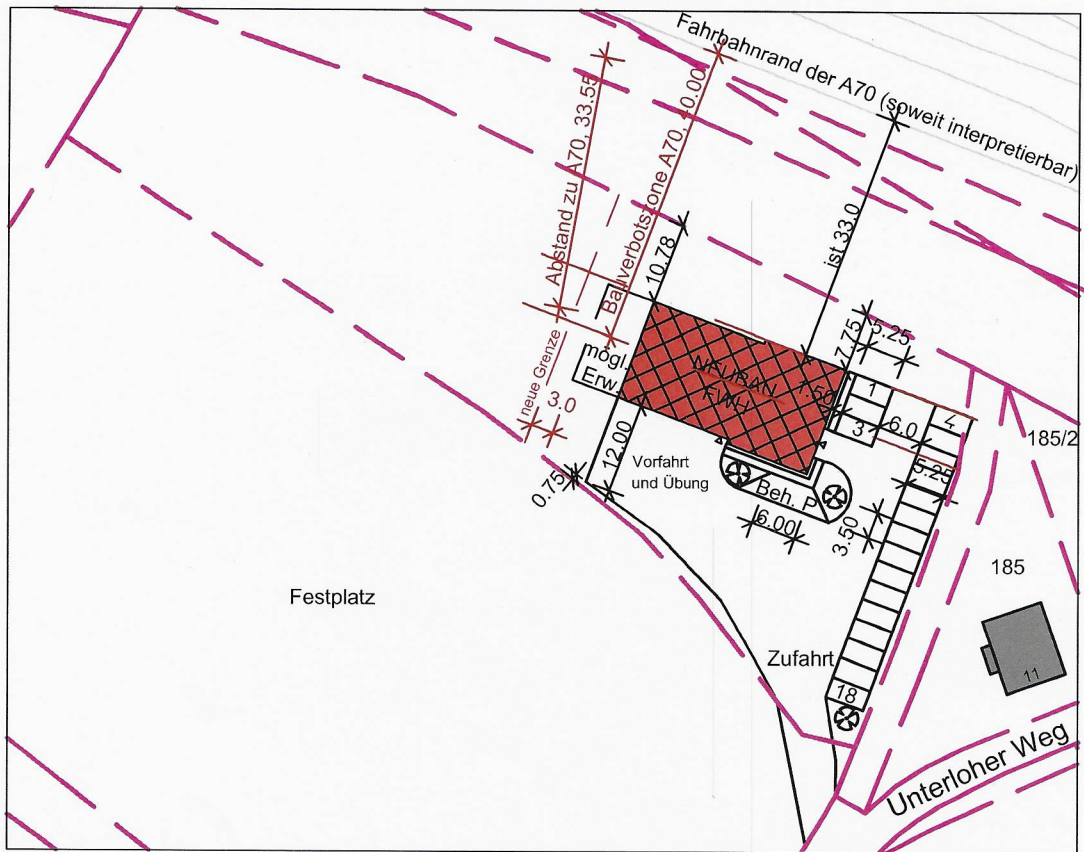 Fahrbahnrand der A70 (soweit interpretierbar)
Abstand zu A70, 33.55
Bauverbotszone A70, 40.00
ist 33.0
10.78
7.75
5.25
mögl.
Erw.
NEUBAN
FWH
1.50
1
3
6.0
4
185/2
neue Grenze
3.0
12.00
0.75
Vorfahrt
und Übung
Beh. P
6.00
5.25
3.50
185
Festplatz
Zufahrt
11
18
Unterloher Weg